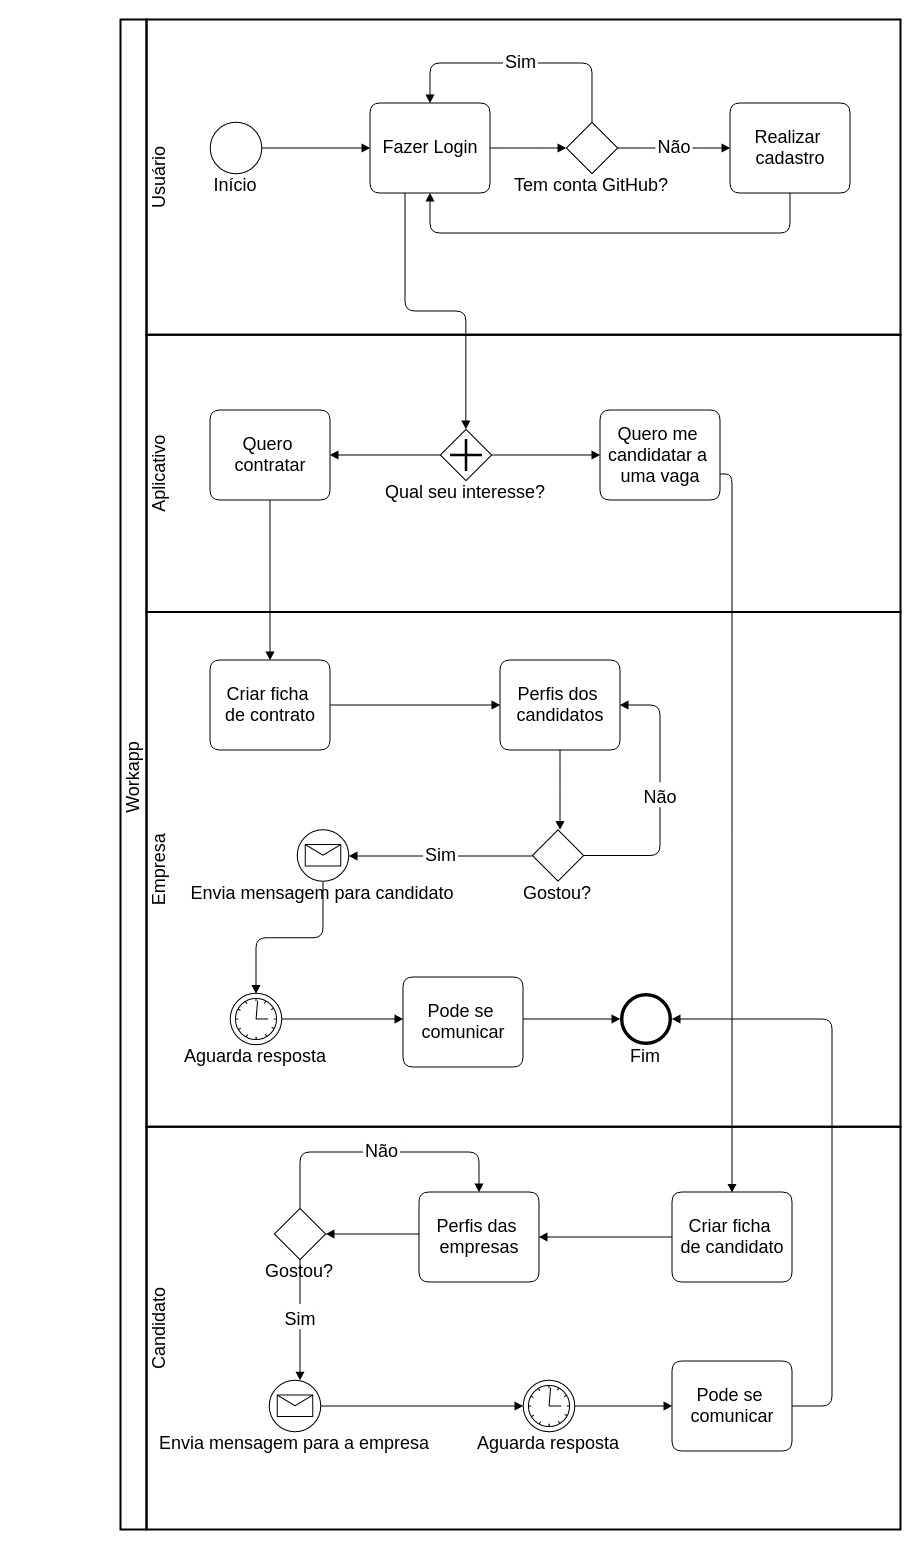 Workapp
Usuário
Sim
Início
Fazer Login
Tem conta GitHub?
Não
Realizar
cadastro
Aplicativo
Quero
contratar
Qual seu interesse?
Quero me
candidatar a
uma vaga
Empresa
Criar ficha
de contrato
Perfis dos
candidatos
Não
Sim
Envia mensagem para candidato
Gostou?
Aguarda resposta
Pode se
comunicar
Fim
Candidato
Não
Gostou?
Perfis das
empresas
Criar ficha
de candidato
Sim
Envia mensagem para a empresa
Aguarda resposta
Pode se
comunicar